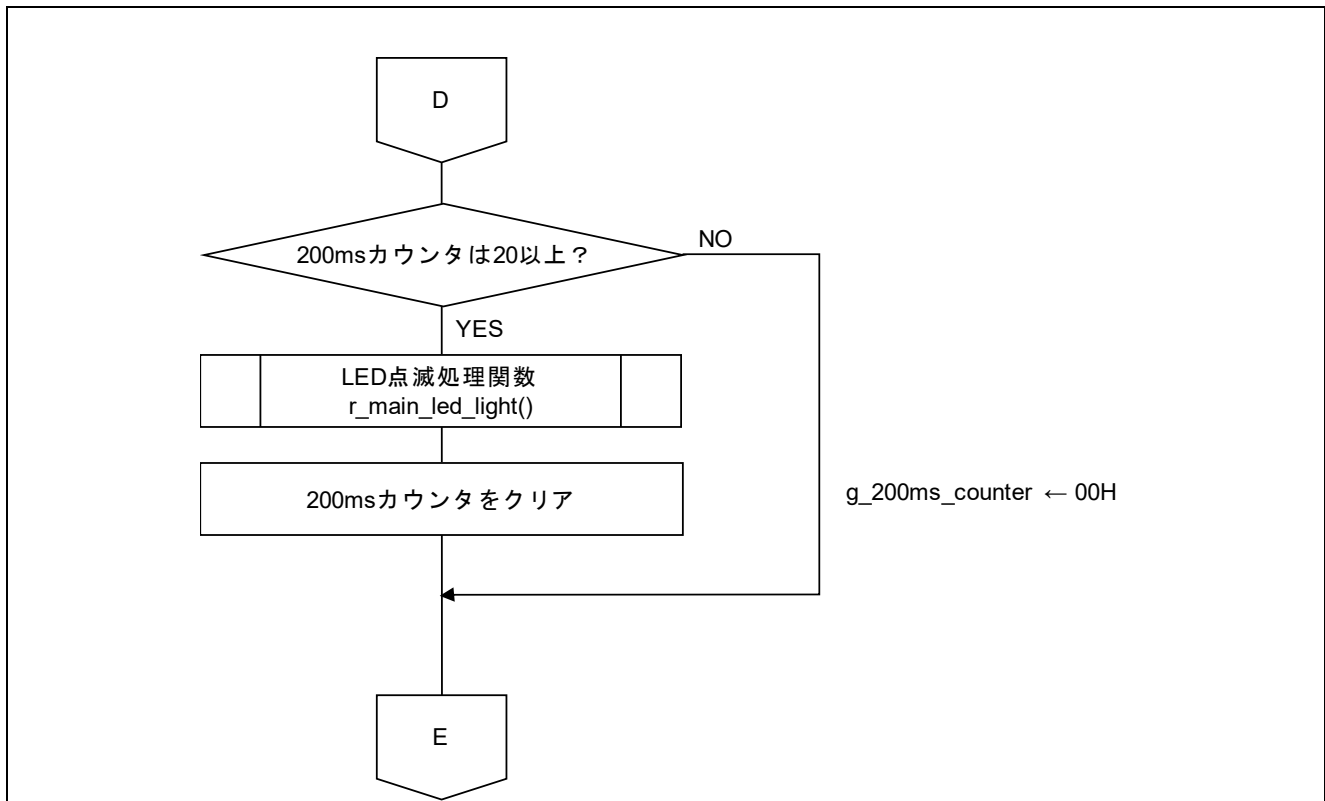 D
200msカウンタは20以上？
NO
YES
LED点滅処理関数
r_main_led_light()
200msカウンタをクリア
g_200ms_counter ← 00H
E